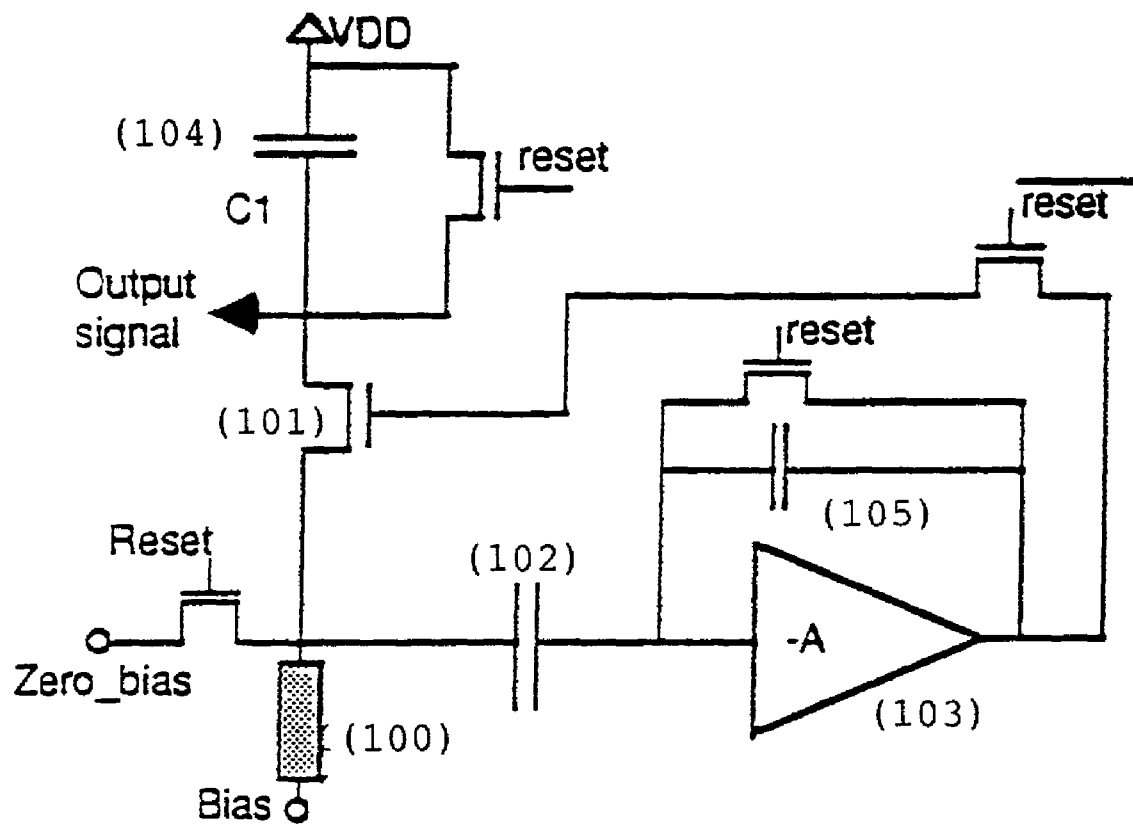 VDD
(104)
reset
C1
reset
Output
signal
reset
(101)
(105)
Reset
(102)
-A
Zero_bias
(103)
(100)
Bias